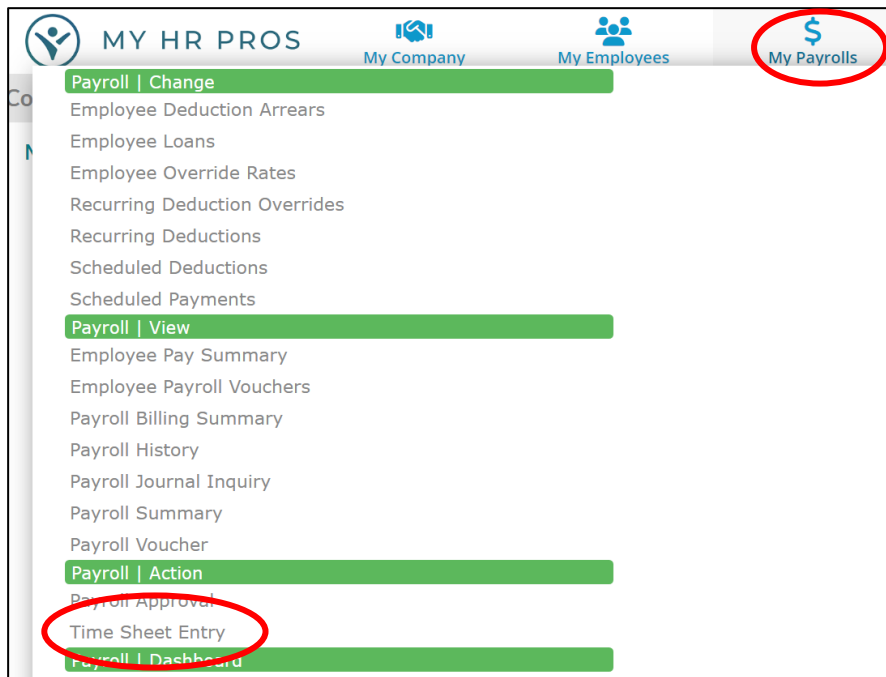 MY HR PROS
My Company
My Employees
My Payrolls
Co
Payroll | Change
Employee Deduction Arrears
Employee Loans
Employee Override Rates
Recurring Deduction Overrides
Recurring Deductions
Scheduled Deductions
Scheduled Payments
Payroll | View
Employee Pay Summary
Employee Payroll Vouchers
Payroll Billing Summary
Payroll History
Payroll Journal Inquiry
Payroll Summary
Payroll Voucher
Payroll | Action
Payroll Approval
Time Sheet Entry
Payroll | Dashboard